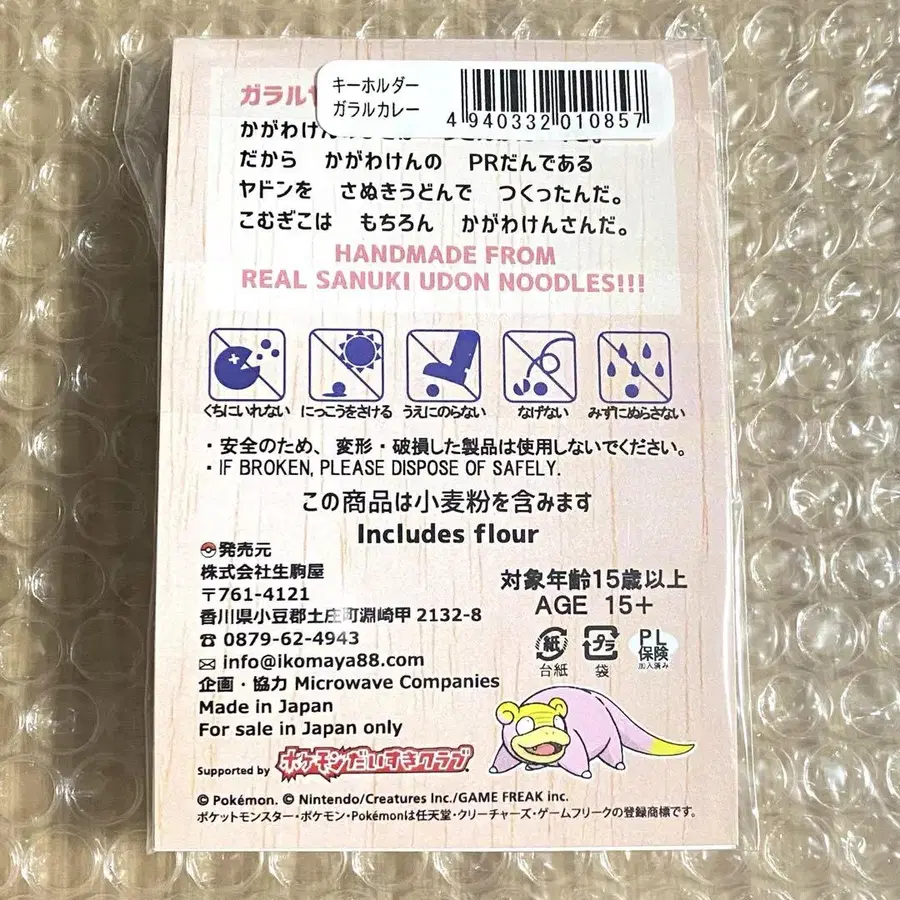 キーホルダー
ガラルカレー
4 940332 010857
ガラルヤ
だから かがわけんの PRだんである
ヤドンを さぬきうどんで つくったんだ。
こむぎこは もちろん かがわけんさんだ。
HANDMADE FROM
REAL SANUKI UDON NOODLES!!!
くちにいれない にっこうをさける うえにのらない なげない みずにぬらさない
・安全のため、変形・破損した製品は使用しないでください。
・IF BROKEN, PLEASE DISPOSE OF SAFELY.
この商品は小麦粉を含みます
Includes flour
発売元
株式会社生駒屋
〒761-4121
香川県小豆郡土庄町淵崎甲2132-8
☎ 0879-62-4943
✉ info@ikomaya88.com
企画・協力 Microwave Companies
Made in Japan
For sale in Japan only
対象年齢15歳以上
AGE 15+
紙 プラ PL保険 加入済み
台紙 袋
Supported by ポケモンだいすきクラブ
© Pokémon. © Nintendo/Creatures Inc./GAME FREAK inc.
ポケットモンスター・ポケモン・Pokémonは任天堂・クリーチャーズ・ゲームフリークの登録商標です。